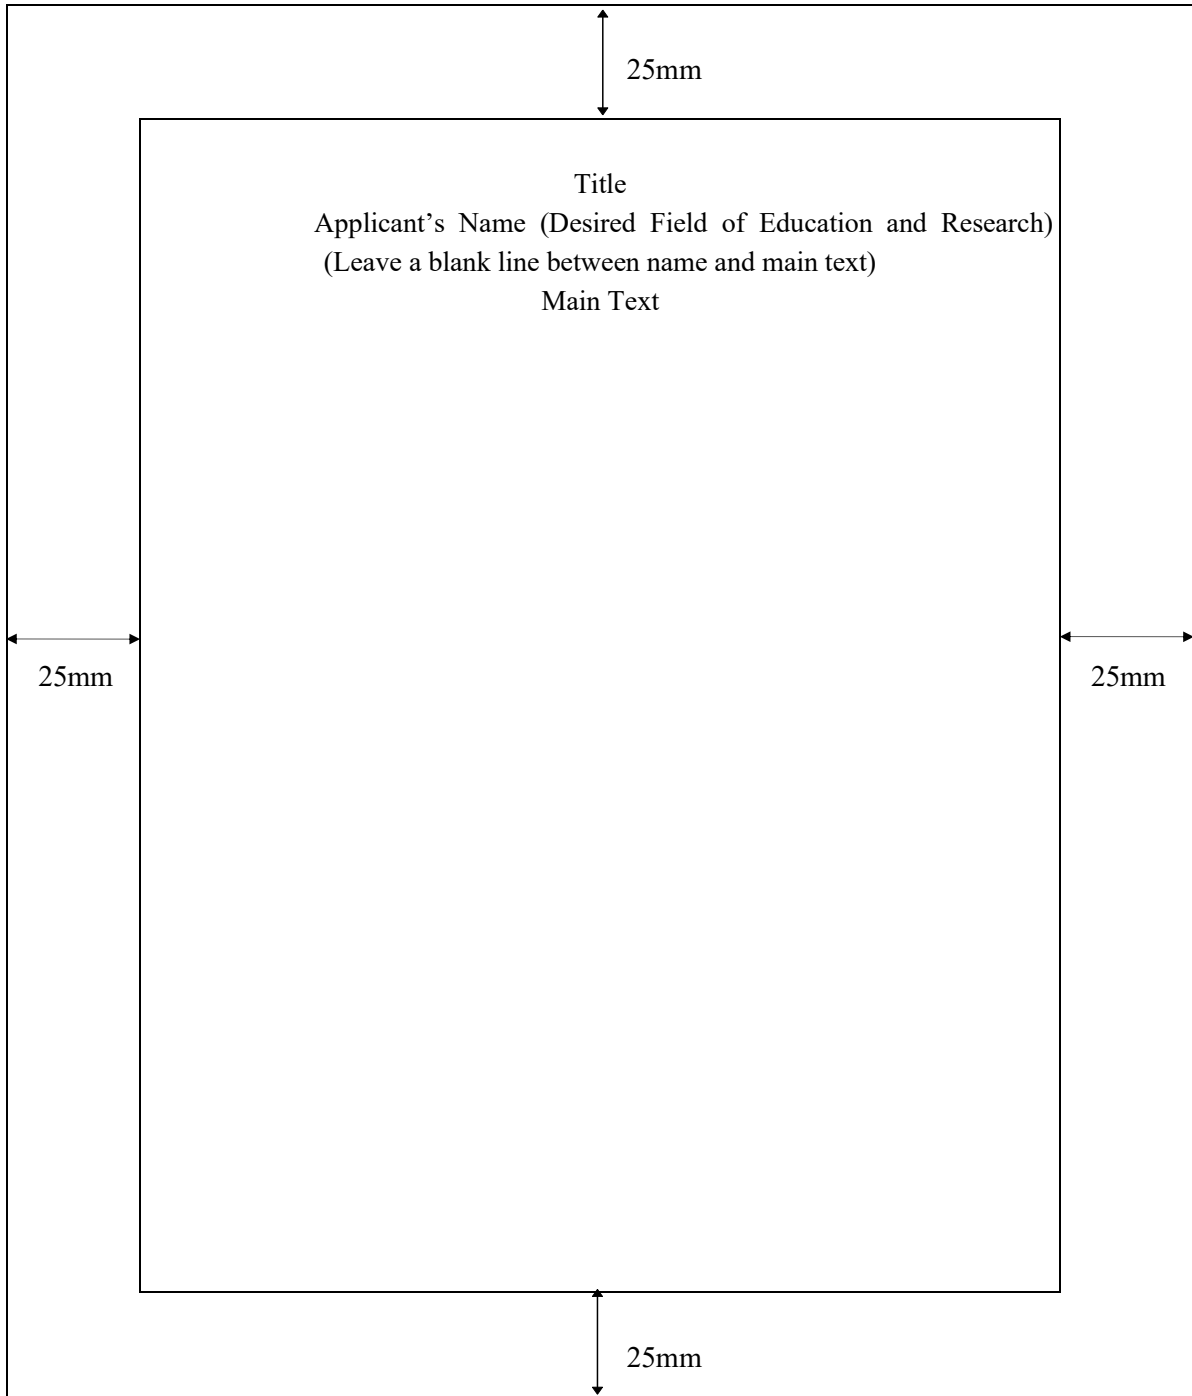 25mm
Title
Applicant’s Name (Desired Field of Education and Research)
(Leave a blank line between name and main text)
Main Text
25mm
25mm
25mm